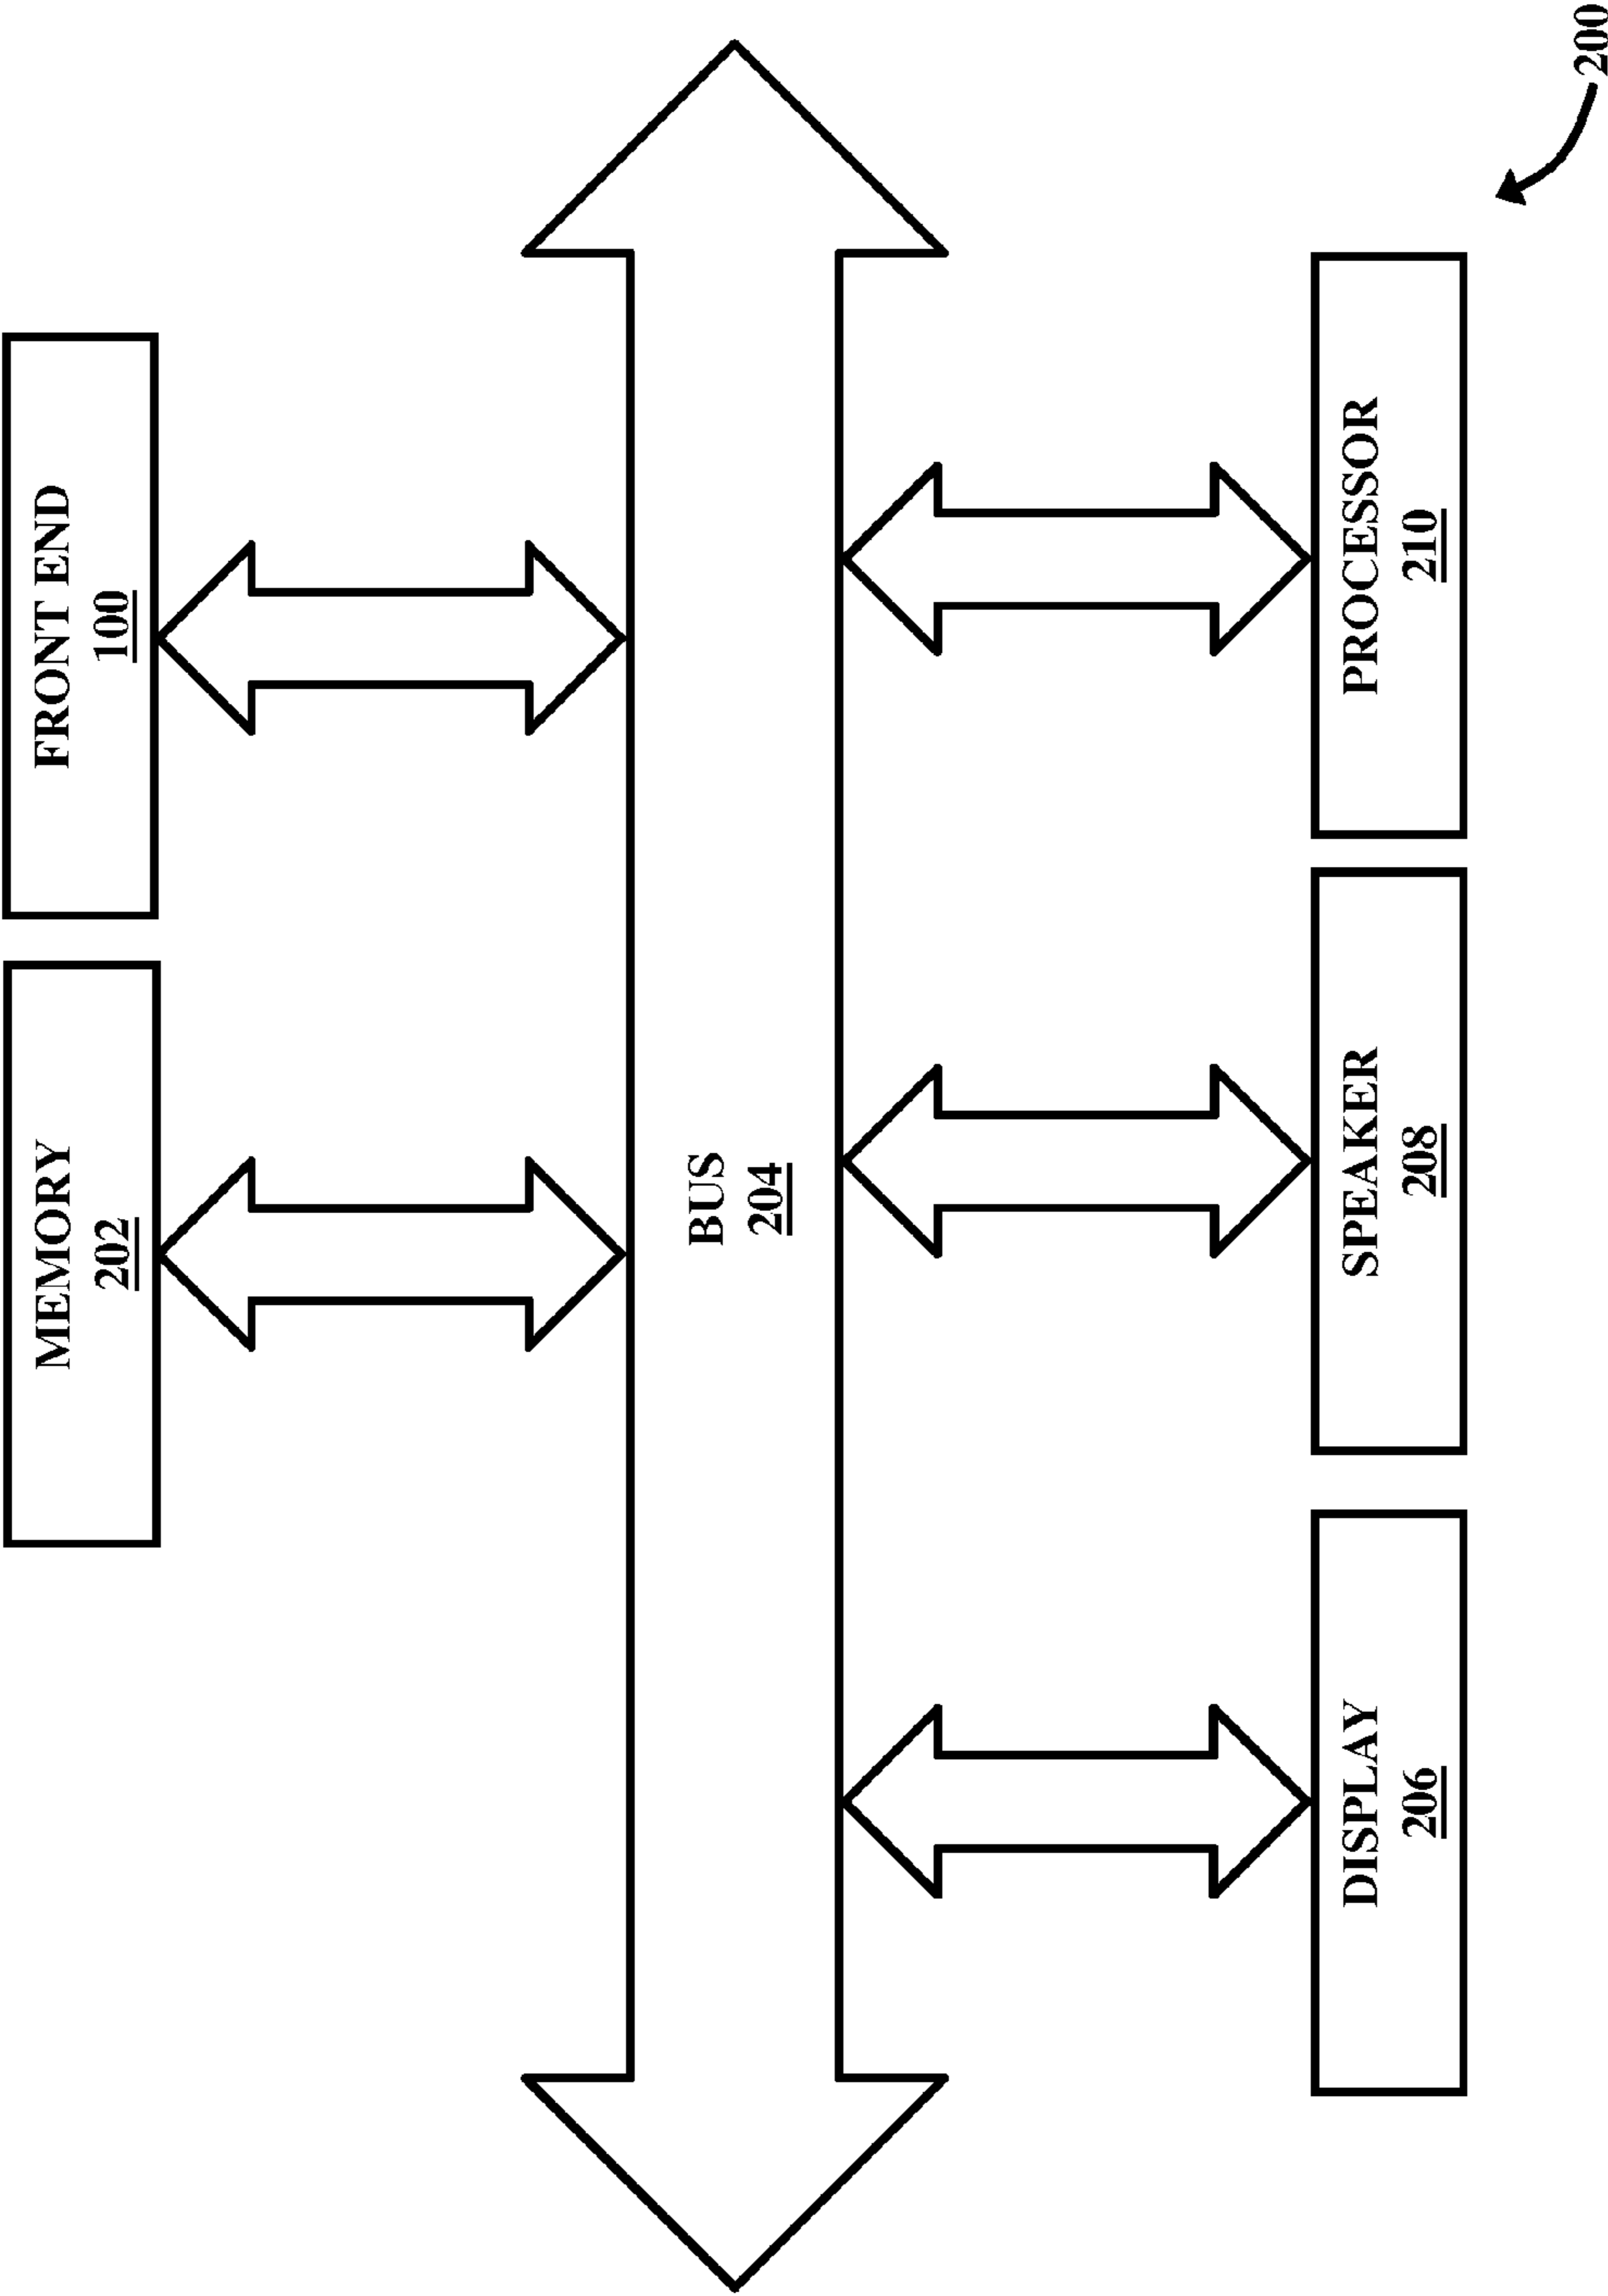 MEMORY
202
FRONT END
100
BUS
204
DISPLAY
206
SPEAKER
208
PROCESSOR
210
200